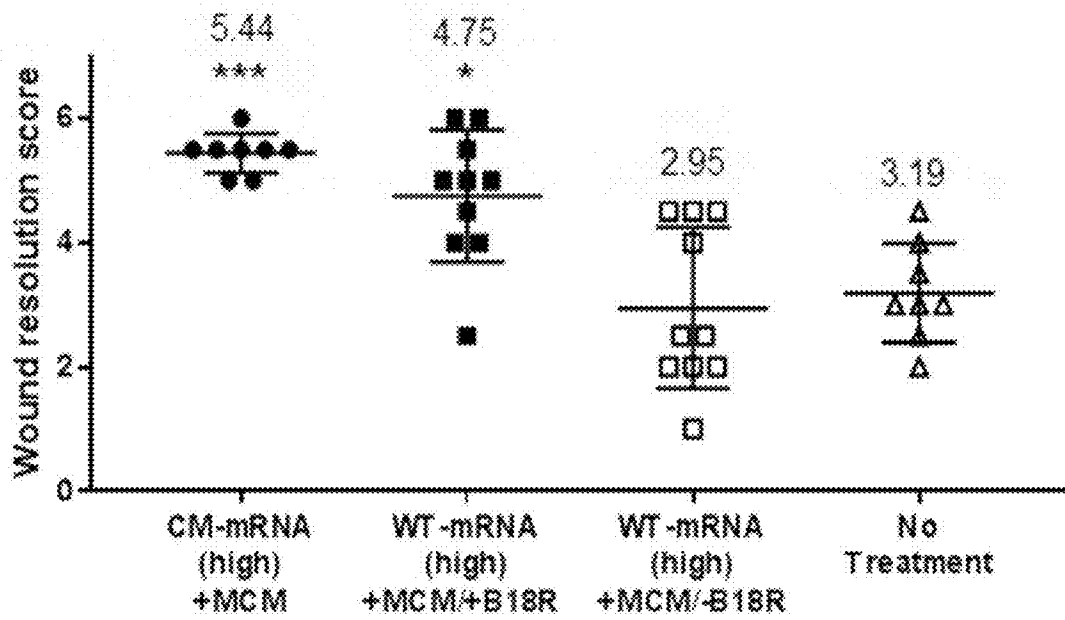 5.44
4.75
2.95
3.19
***
*
Wound resolution score
6
4
2
0
CM-mRNA
(high)
+MCM
WT-mRNA
(high)
+MCM/+B18R
WT-mRNA
(high)
+MCM/-B18R
No
Treatment